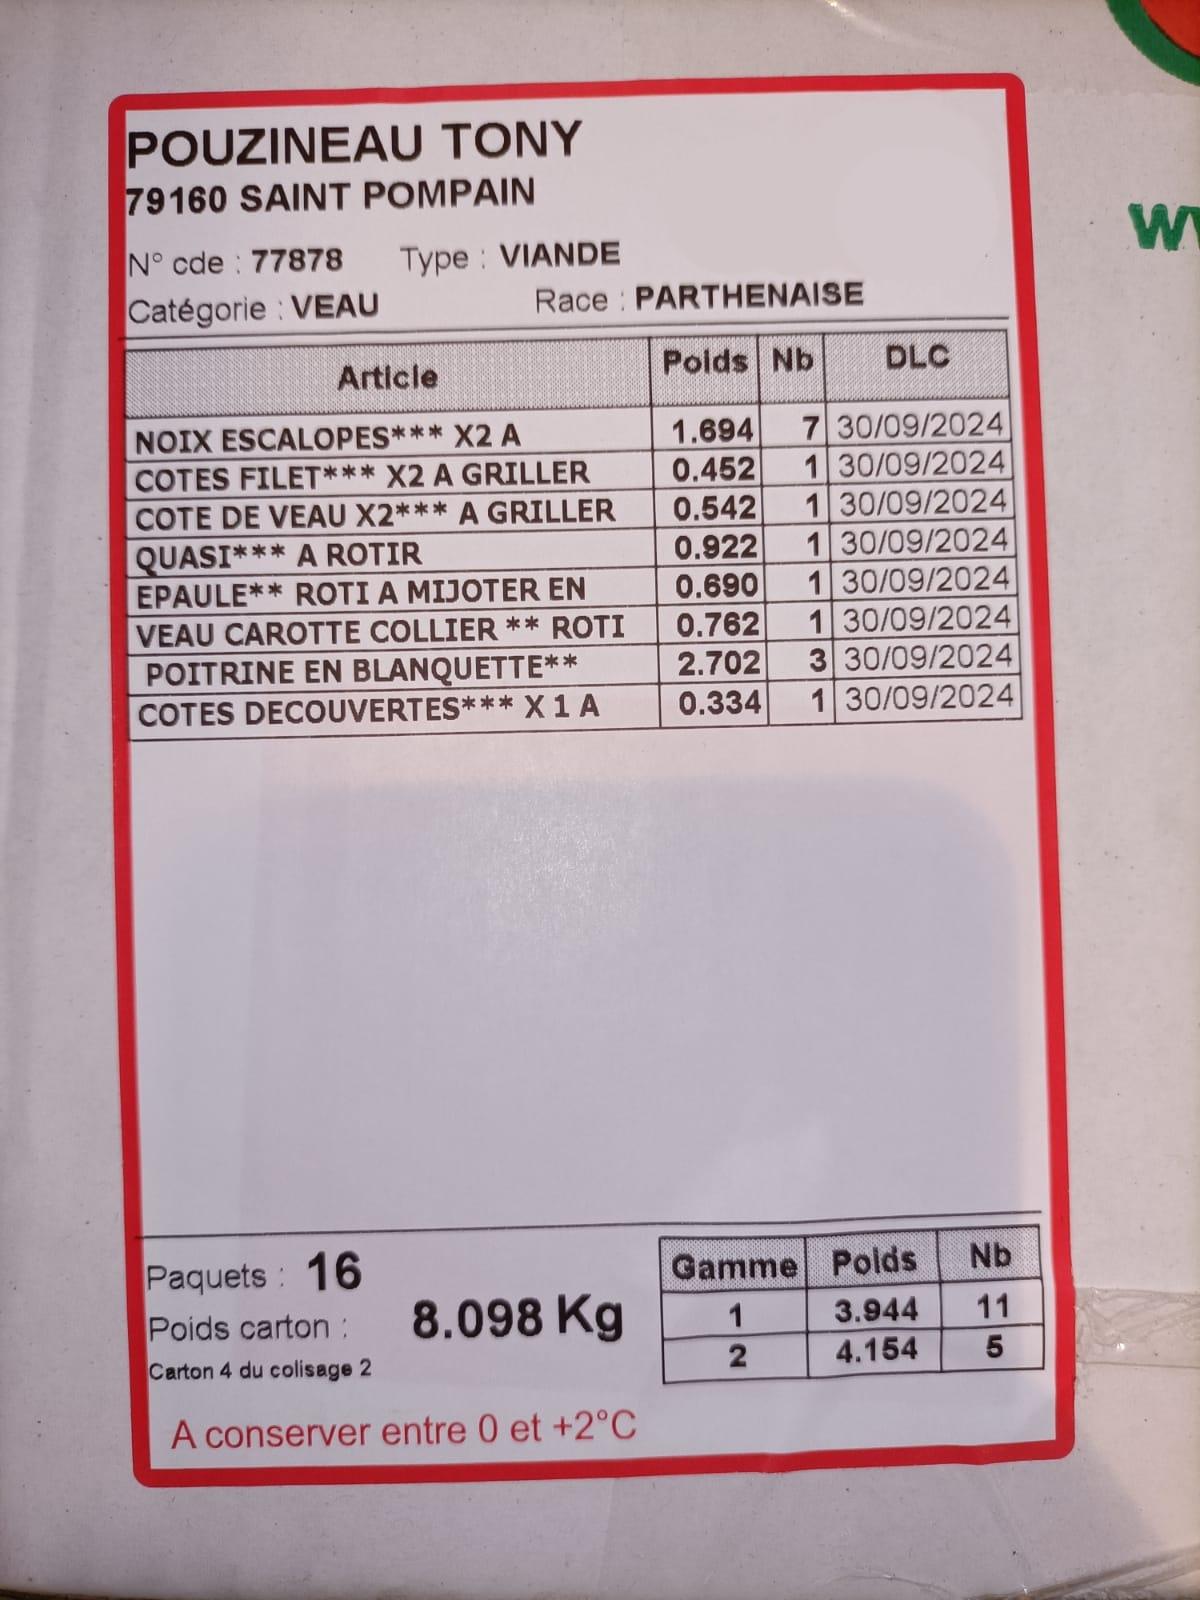 POUZINEAU TONY
79160 SAINT POMPAIN
N° cde : 77878 Type : VIANDE
Catégorie : VEAU Race : PARTHENAISE
Article Poids Nb DLC
NOIX ESCALOPES*** X2 A 1.694 7 30/09/2024
COTES FILET*** X2 A GRILLER 0.452 1 30/09/2024
COTE DE VEAU X2*** A GRILLER 0.542 1 30/09/2024
QUASI*** A ROTIR 0.922 1 30/09/2024
EPAULE** ROTI A MIJOTER EN 0.690 1 30/09/2024
VEAU CAROTTE COLLIER ** ROTI 0.762 1 30/09/2024
POITRINE EN BLANQUETTE** 2.702 3 30/09/2024
COTES DECOUVERTES*** X 1 A 0.334 1 30/09/2024
Paquets : 16
Poids carton : 8.098 Kg
Carton 4 du colisage 2
Gamme Poids Nb
1 3.944 11
2 4.154 5
A conserver entre 0 et +2°C